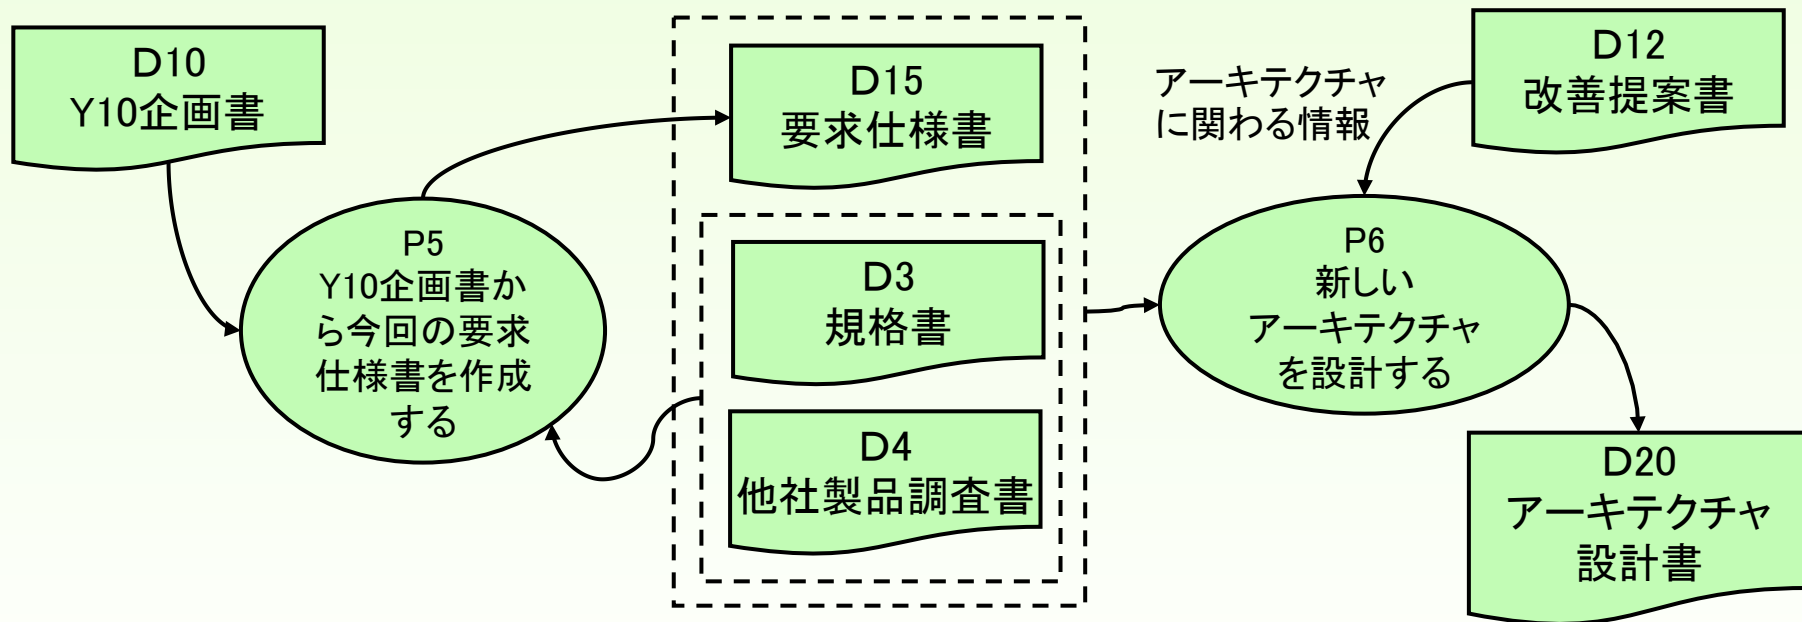 D10
Y10企画書
P5
Y10企画書か
ら今回の要求
仕様書を作成
する
D15
要求仕様書
D3
規格書
D4
他社製品調査書
アーキテクチャ
に関わる情報
D12
改善提案書
P6
新しい
アーキテクチャ
を設計する
D20
アーキテクチャ
設計書